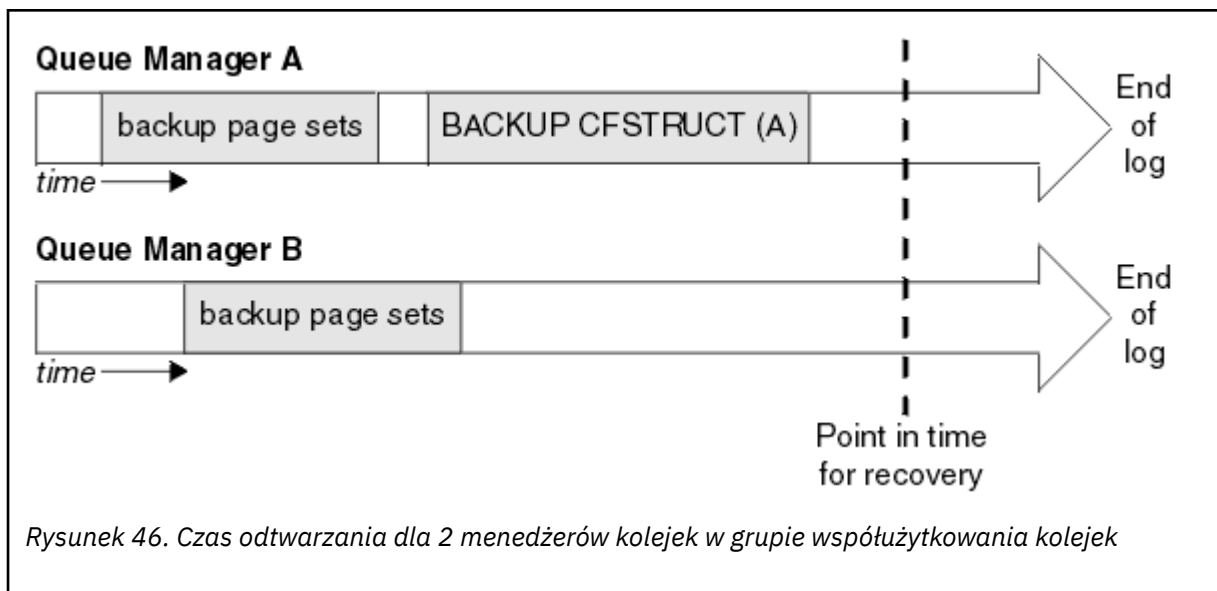 Queue Manager A
backup page sets
BACKUP CFSTRUCT (A)
End
of
log
time
Queue Manager B
backup page sets
End
of
log
time
Point in time
for recovery
Rysunek 46. Czas odtwarzania dla 2 menedżerów kolejek w grupie współużytkowania kolejek